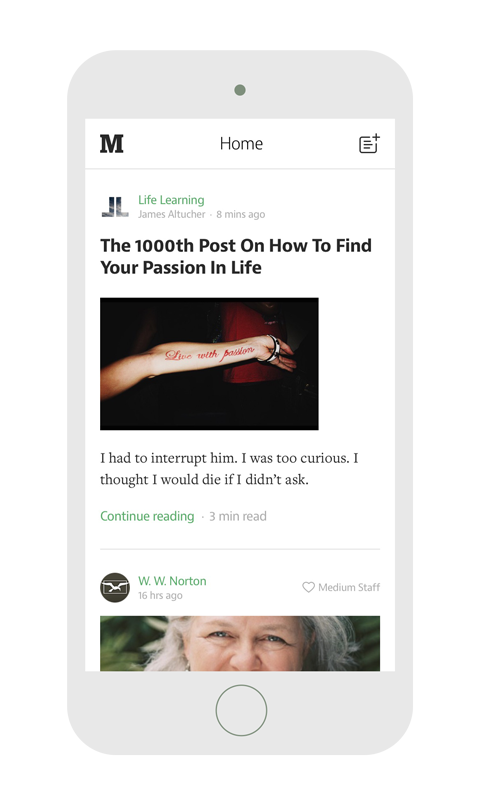 M
Home
JL
Life Learning
James Altucher · 8 mins ago
The 1000th Post On How To Find
Your Passion In Life
Live with passion
I had to interrupt him. I was too curious. I
thought I would die if I didn’t ask.
Continue reading · 3 min read
W. W. Norton
16 hrs ago
Medium Staff